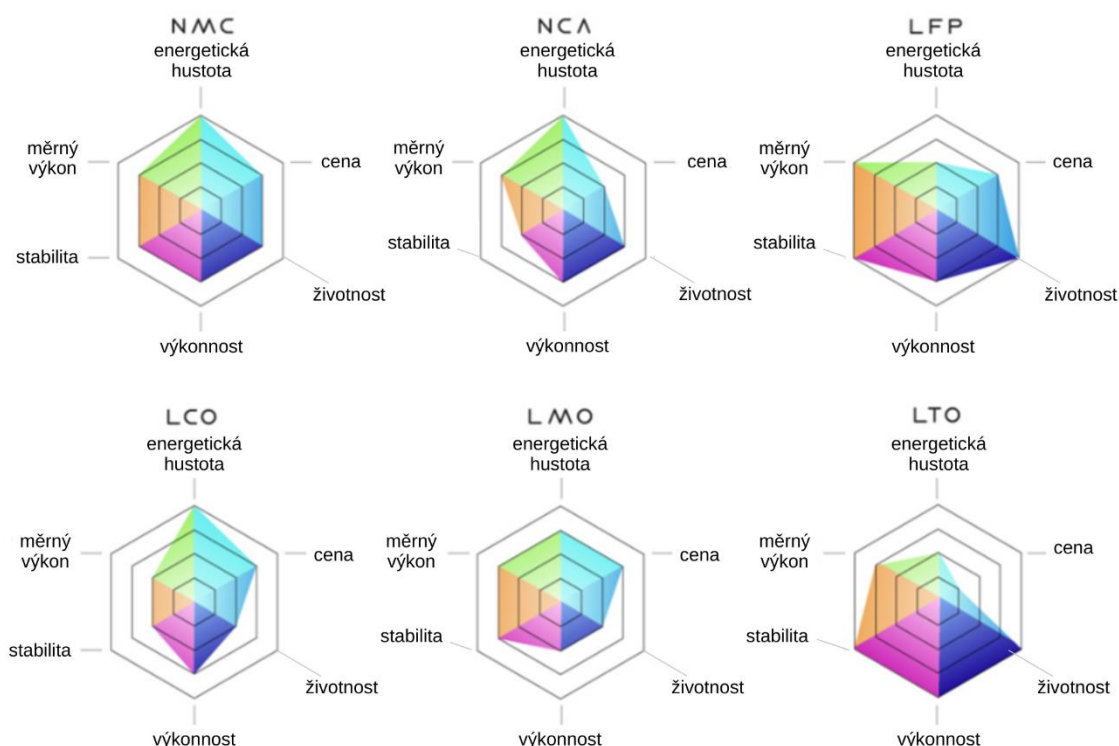 NMC
energetická
hustota
měrný
výkon
cena
stabilita
životnost
výkonnost
NCA
energetická
hustota
měrný
výkon
cena
stabilita
životnost
výkonnost
LFP
energetická
hustota
měrný
výkon
cena
stabilita
životnost
výkonnost
LCO
energetická
hustota
měrný
výkon
cena
stabilita
životnost
výkonnost
LMO
energetická
hustota
měrný
výkon
cena
stabilita
životnost
výkonnost
LTO
energetická
hustota
měrný
výkon
cena
stabilita
životnost
výkonnost